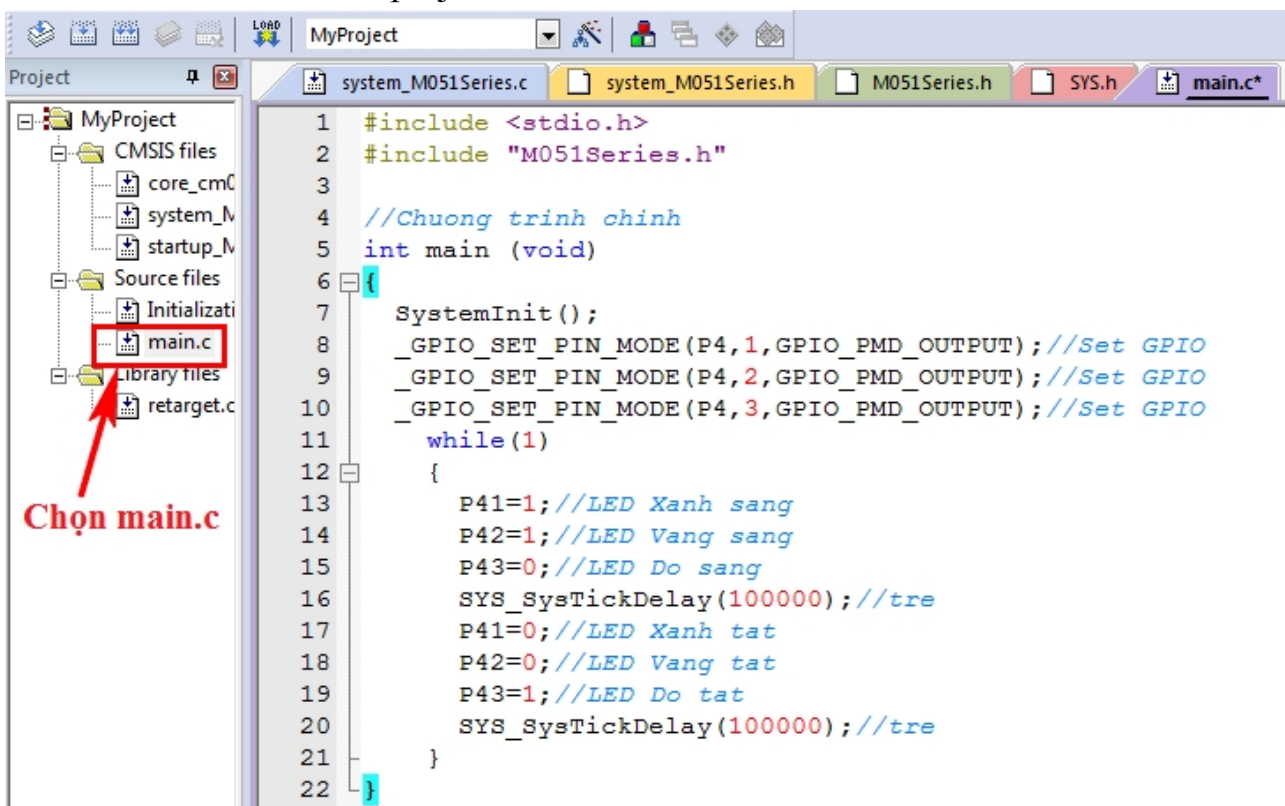 LOAD
MyProject
Project
system_M051Series.c
system_M051Series.h
M051Series.h
SYS.h
main.c*
MyProject
CMSIS files
core_cm0
system_M
startup_M
Source files
Initializati
main.c
Library files
retarget.c
Chọn main.c
1 #include <stdio.h>
2 #include "M051Series.h"
3
4 //Chuong trinh chinh
5 int main (void)
6 {
7 SystemInit();
8 _GPIO_SET_PIN_MODE(P4,1,GPIO_PMD_OUTPUT);//Set GPIO
9 _GPIO_SET_PIN_MODE(P4,2,GPIO_PMD_OUTPUT);//Set GPIO
10 _GPIO_SET_PIN_MODE(P4,3,GPIO_PMD_OUTPUT);//Set GPIO
11 while(1)
12 {
13 P41=1;//LED Xanh sang
14 P42=1;//LED Vang sang
15 P43=0;//LED Do sang
16 SYS_SysTickDelay(100000);//tre
17 P41=0;//LED Xanh tat
18 P42=0;//LED Vang tat
19 P43=1;//LED Do tat
20 SYS_SysTickDelay(100000);//tre
21 }
22 }